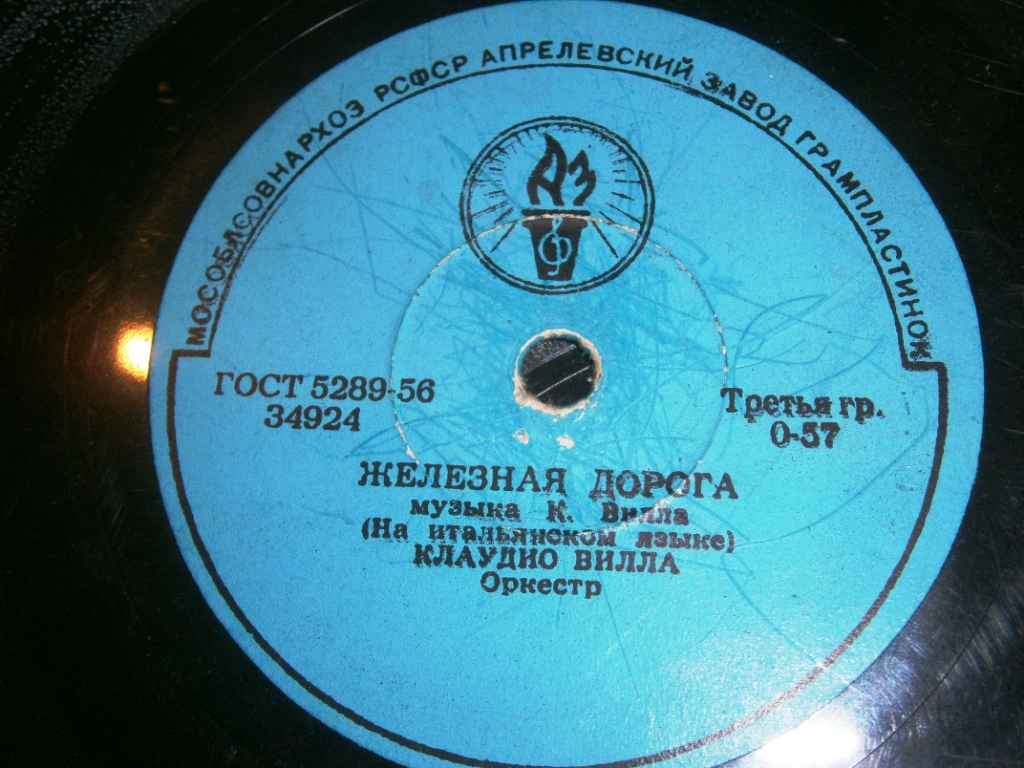 МОСОБЛСОВНАРХОЗ РСФСР АПРЕЛЕВСКИЙ ЗАВОД ГРАМПЛАСТИНОК
АЗ
ГОСТ 5289-56
34924
Третья гр.
0-57
ЖЕЛЕЗНАЯ ДОРОГА
музыка К. Вилла
(На итальянском языке)
КЛАУДИО ВИЛЛА
Оркестр